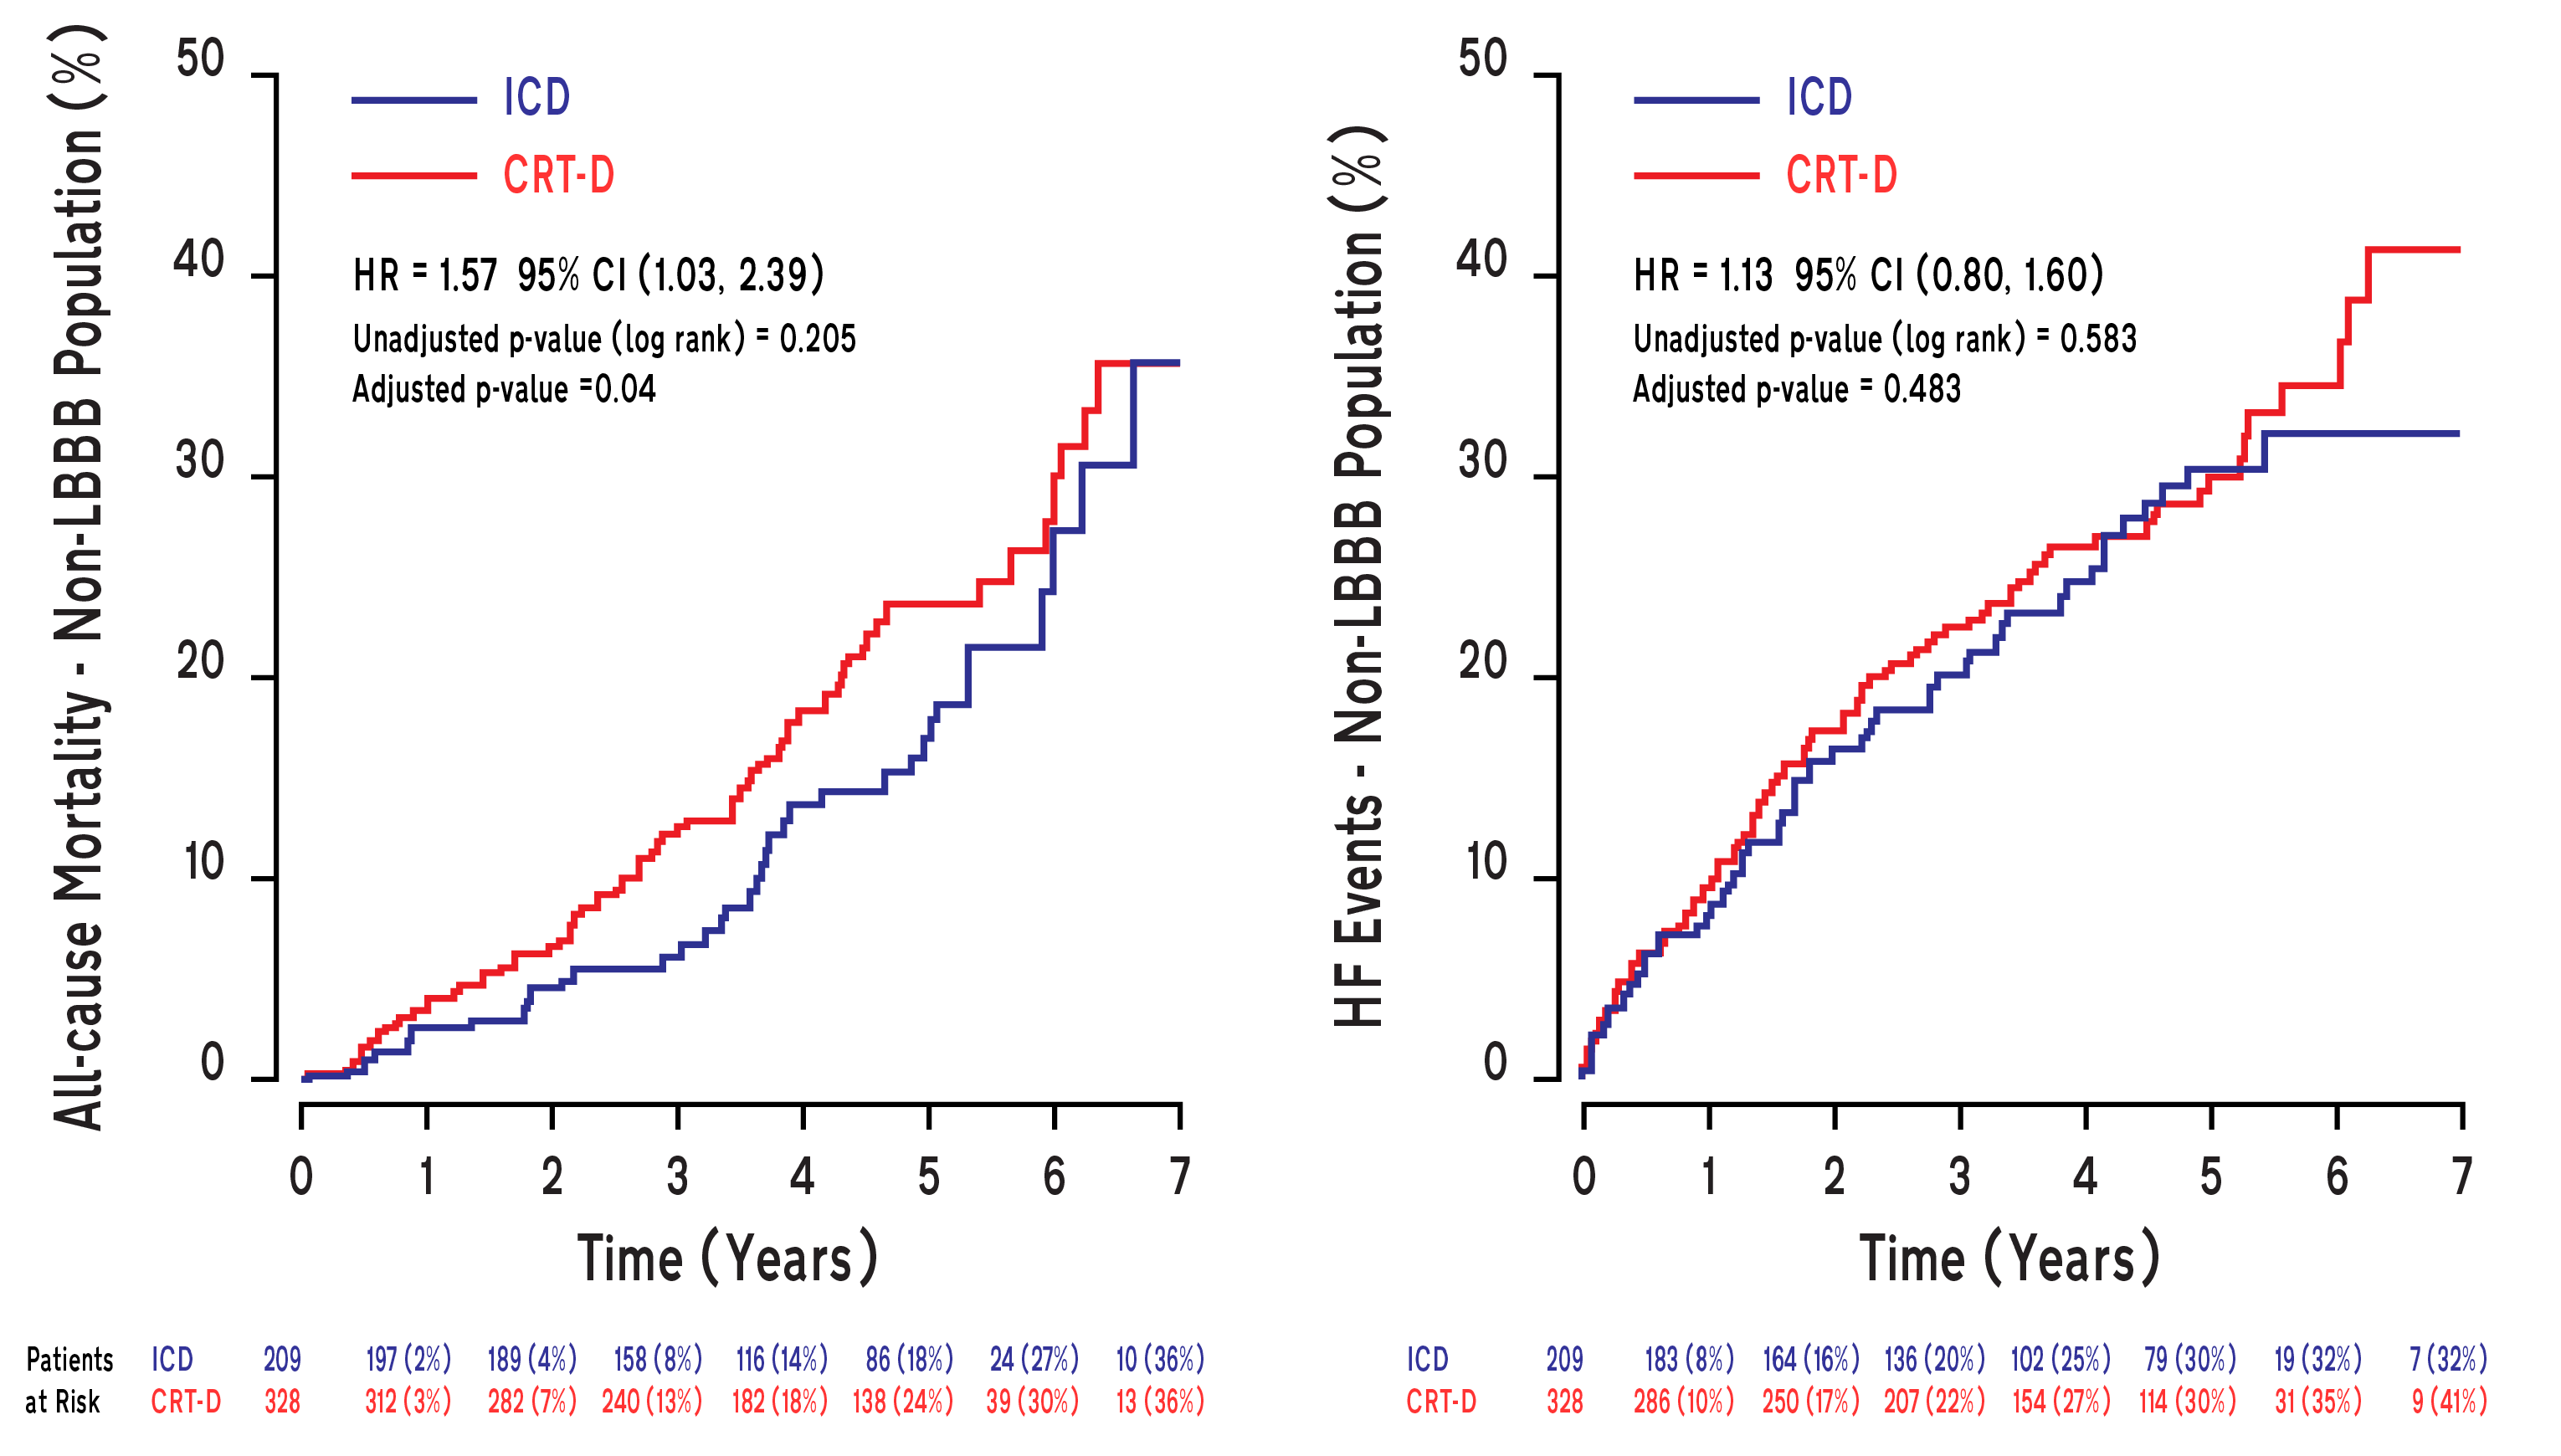 All-cause Mortality - Non-LBBB Population (%)
50
40
30
20
10
0
ICD
CRT-D
HR = 1.57 95% CI (1.03, 2.39)
Unadjusted p-value (log rank) = 0.205
Adjusted p-value =0.04
0 1 2 3 4 5 6 7
Time (Years)
Patients ICD 209 197 (2%) 189 (4%) 158 (8%) 116 (14%) 86 (18%) 24 (27%) 10 (36%)
at Risk CRT-D 328 312 (3%) 282 (7%) 240 (13%) 182 (18%) 138 (24%) 39 (30%) 13 (36%)
HF Events - Non-LBBB Population (%)
50
40
30
20
10
0
ICD
CRT-D
HR = 1.13 95% CI (0.80, 1.60)
Unadjusted p-value (log rank) = 0.583
Adjusted p-value = 0.483
0 1 2 3 4 5 6 7
Time (Years)
ICD 209 183 (8%) 164 (16%) 136 (20%) 102 (25%) 79 (30%) 19 (32%) 7 (32%)
CRT-D 328 286 (10%) 250 (17%) 207 (22%) 154 (27%) 114 (30%) 31 (35%) 9 (41%)